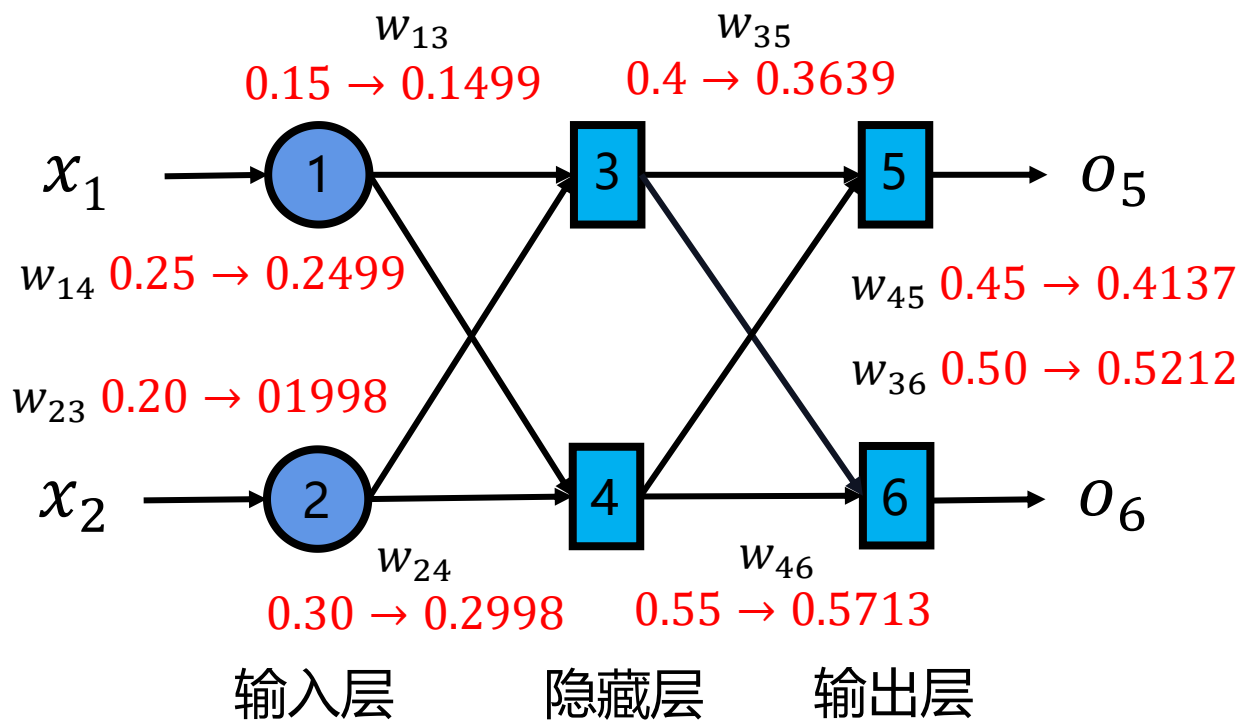 w₁₃ w₃₅
0.15 → 0.1499 0.4 → 0.3639
x₁ 1 3 5 o₅
w₁₄ 0.25 → 0.2499 w₄₅ 0.45 → 0.4137
w₂₃ 0.20 → 01998 w₃₆ 0.50 → 0.5212
x₂ 2 4 6 o₆
w₂₄ w₄₆
0.30 → 0.2998 0.55 → 0.5713
输入层 隐藏层 输出层